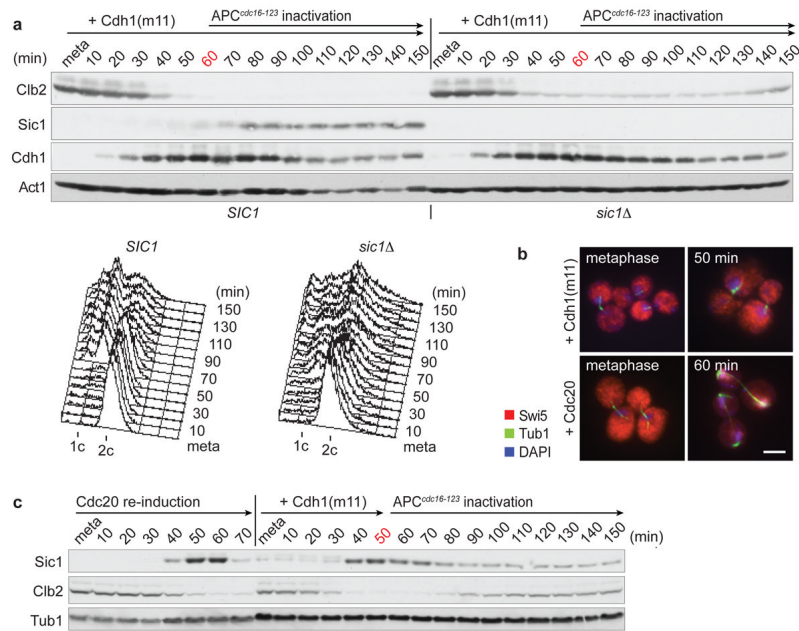 a
+ Cdh1(m11) APCcdc16-123 inactivation + Cdh1(m11) APCcdc16-123 inactivation
(min) meta 10 20 30 40 50 60 70 80 90 100 110 120 130 140 150 meta 10 20 30 40 50 60 70 80 90 100 110 120 130 140 150
Clb2
Sic1
Cdh1
Act1
SIC1 sic1Δ
SIC1
(min)
150
130
110
90
70
50
30
10
meta
1c 2c
sic1Δ
(min)
150
130
110
90
70
50
30
10
meta
1c 2c
b
+ Cdh1(m11)
metaphase 50 min
+ Cdc20
metaphase 60 min
Swi5
Tub1
DAPI
c
Cdc20 re-induction + Cdh1(m11) APCcdc16-123 inactivation
meta 10 20 30 40 50 60 70 meta 10 20 30 40 50 60 70 80 90 100 110 120 130 140 150 (min)
Sic1
Clb2
Tub1